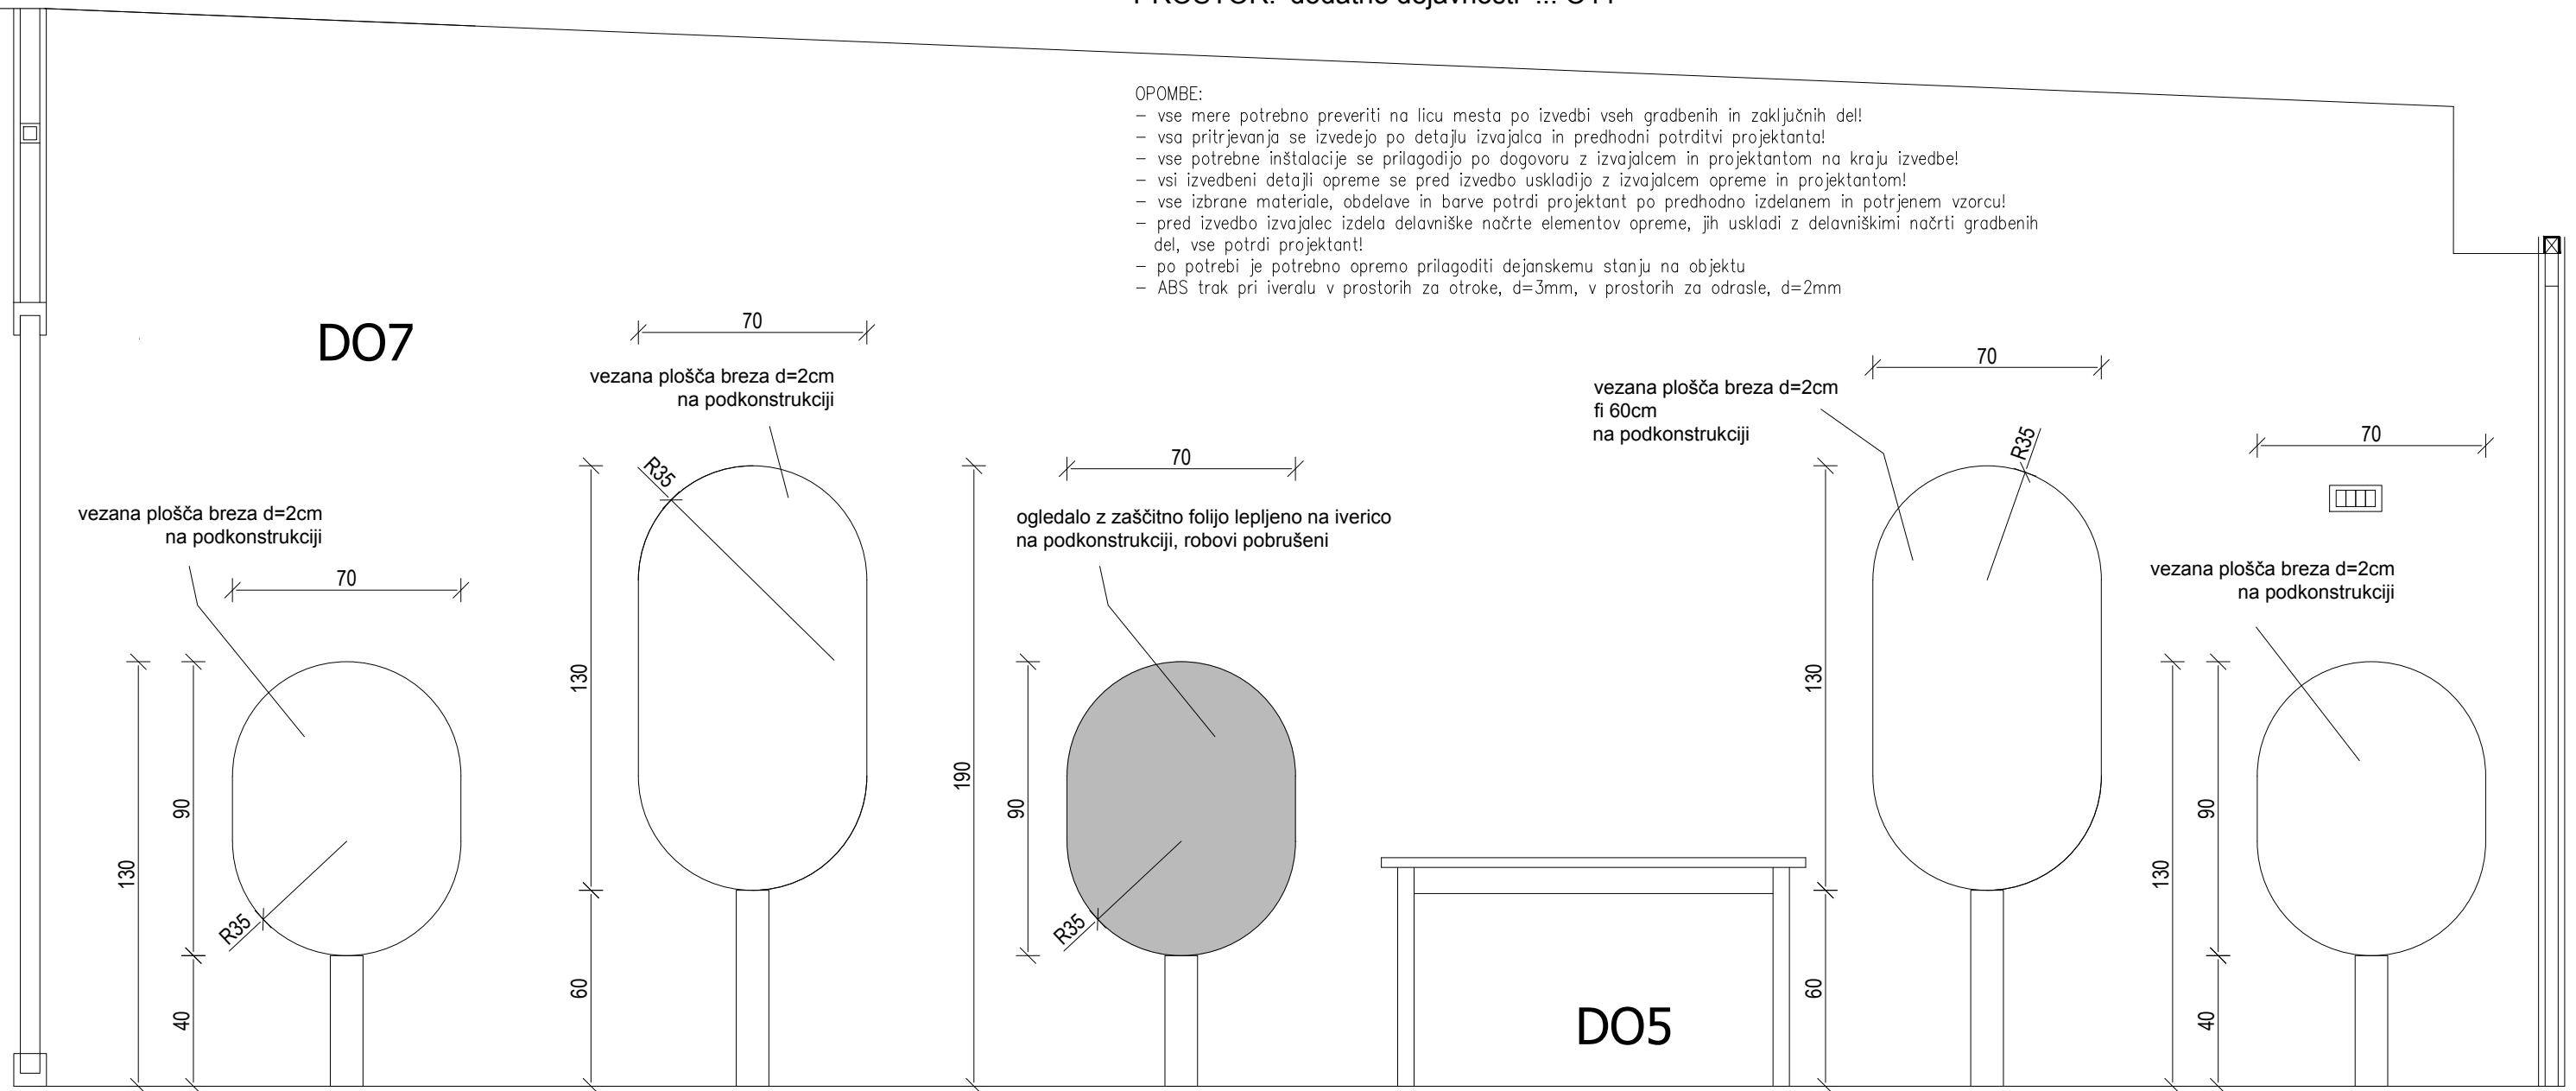 OPOMBE:
– vse mere potrebno preveriti na licu mesta po izvedbi vseh gradbenih in zaključnih del!
– vsa pritrjevanja se izvedejo po detajlu izvajalca in predhodni potrditvi projektanta!
– vse potrebne inštalacije se prilagodijo po dogovoru z izvajalcem in projektantom na kraju izvedbe!
– vsi izvedbeni detajli opreme se pred izvedbo uskladijo z izvajalcem opreme in projektantom!
– vse izbrane materiale, obdelave in barve potrdi projektant po predhodno izdelanem in potrjenem vzorcu!
– pred izvedbo izvajalec izdela delavniške načrte elementov opreme, jih uskladi z delavniškimi načrti gradbenih
del, vse potrdi projektant!
– po potrebi je potrebno opremo prilagoditi dejanskemu stanju na objektu
– ABS trak pri iveralu v prostorih za otroke, d=3mm, v prostorih za odrasle, d=2mm
DO7
vezana plošča breza d=2cm
na podkonstrukciji
70
130
90
40
R35
70
vezana plošča breza d=2cm
na podkonstrukciji
R35
130
60
190
70
ogledalo z zaščitno folijo lepljeno na iverico
na podkonstrukciji, robovi pobrušeni
90
R35
DO5
70
vezana plošča breza d=2cm
fi 60cm
na podkonstrukciji
R35
130
60
70
vezana plošča breza d=2cm
na podkonstrukciji
130
90
40